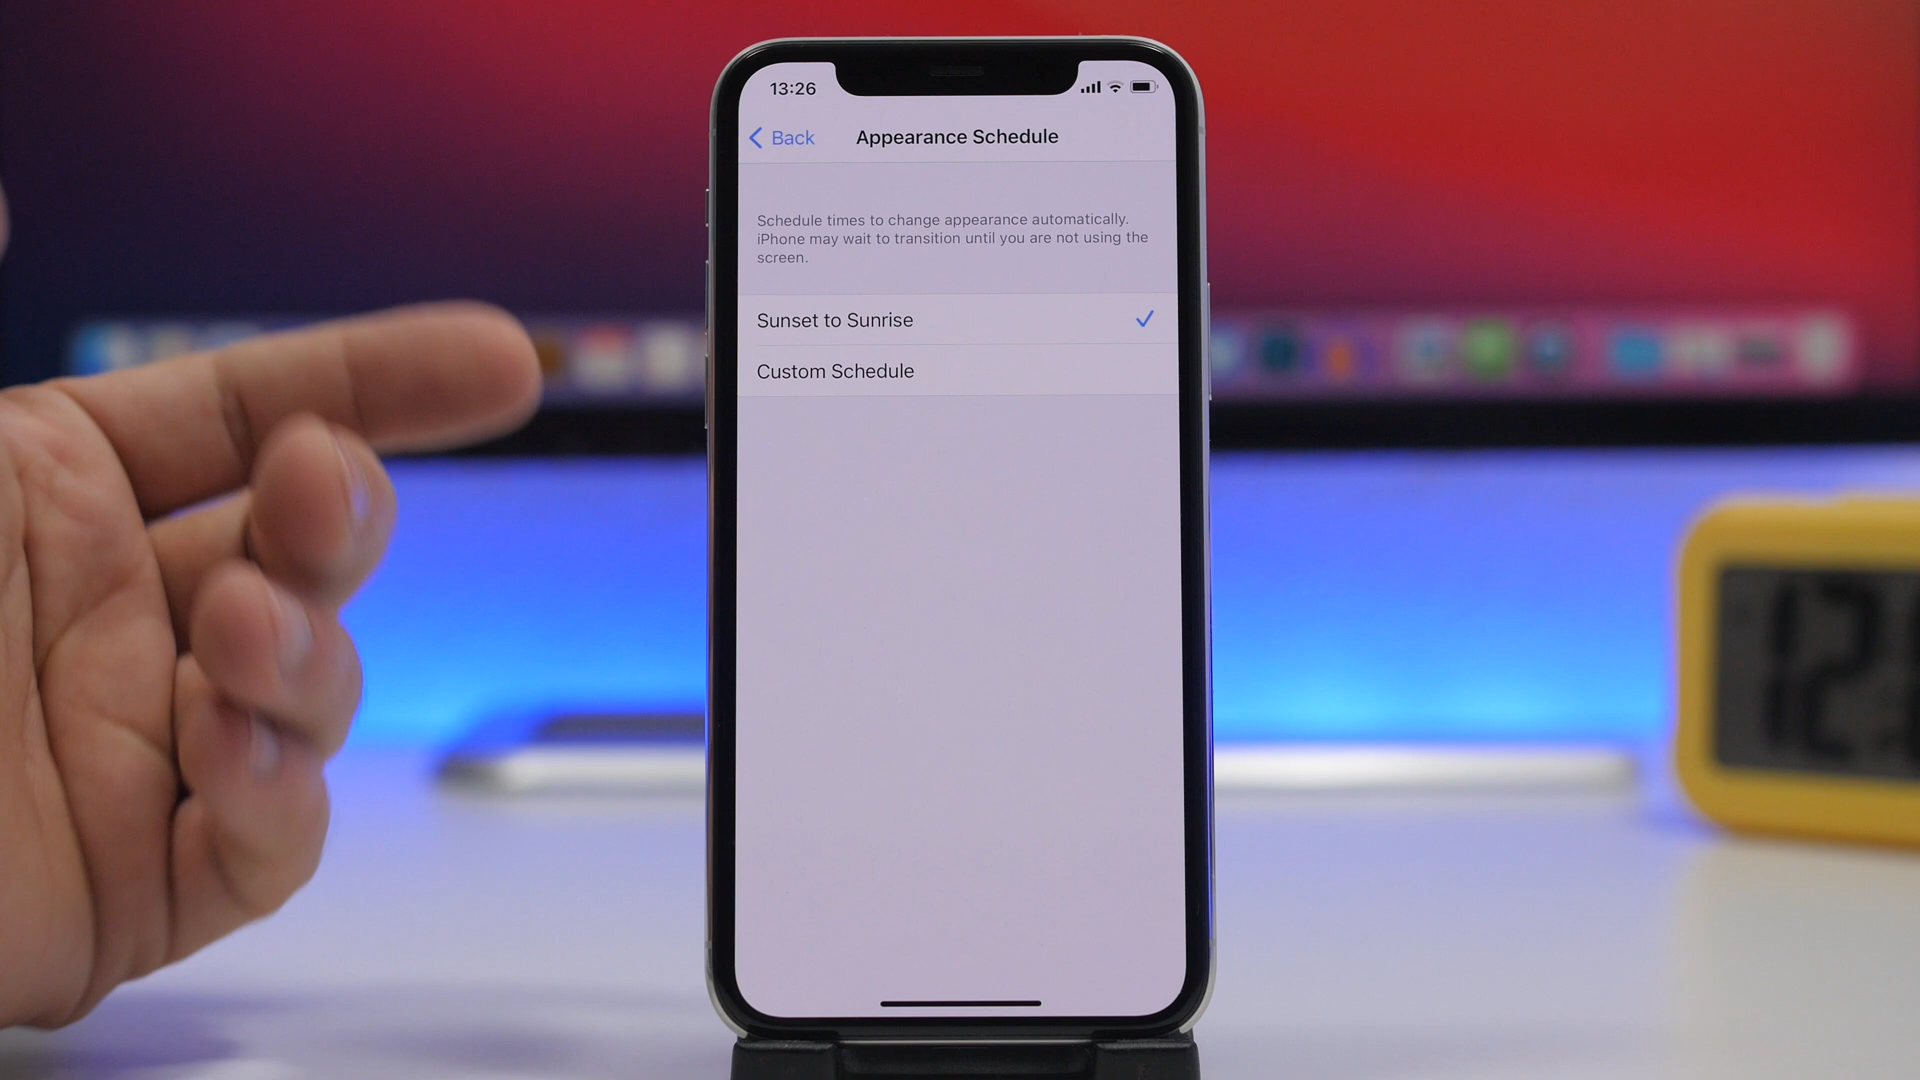 13:26
Back
Appearance Schedule
Schedule times to change appearance automatically.
iPhone may wait to transition until you are not using the
screen.
Sunset to Sunrise
Custom Schedule
12: